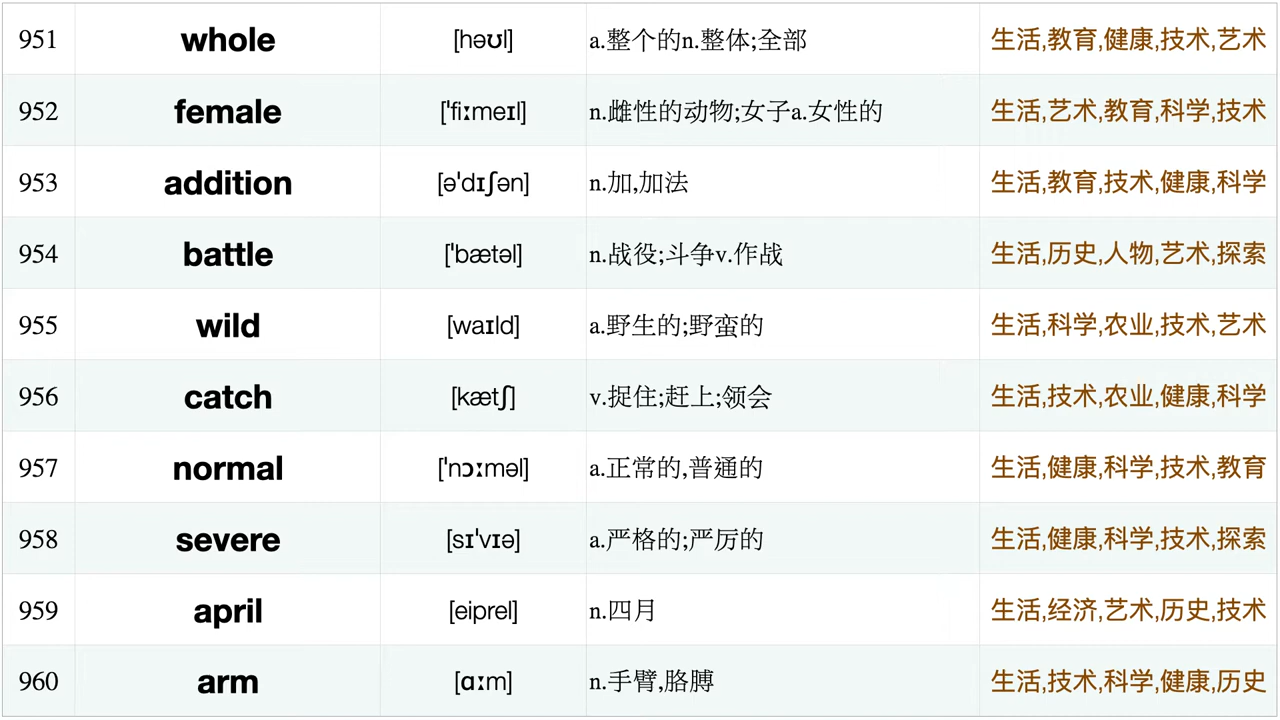 951 whole [həʊl] a.整个的n.整体;全部 生活,教育,健康,技术,艺术
952 female ['fiːmeɪl] n.雌性的动物;女子a.女性的 生活,艺术,教育,科学,技术
953 addition [ə'dɪʃən] n.加,加法 生活,教育,技术,健康,科学
954 battle ['bætəl] n.战役;斗争v.作战 生活,历史,人物,艺术,探索
955 wild [waɪld] a.野生的;野蛮的 生活,科学,农业,技术,艺术
956 catch [kætʃ] v.捉住;赶上;领会 生活,技术,农业,健康,科学
957 normal ['nɔːməl] a.正常的,普通的 生活,健康,科学,技术,教育
958 severe [sɪ'vɪə] a.严格的;严厉的 生活,健康,科学,技术,探索
959 april [eiprel] n.四月 生活,经济,艺术,历史,技术
960 arm [ɑːm] n.手臂,胳膊 生活,技术,科学,健康,历史